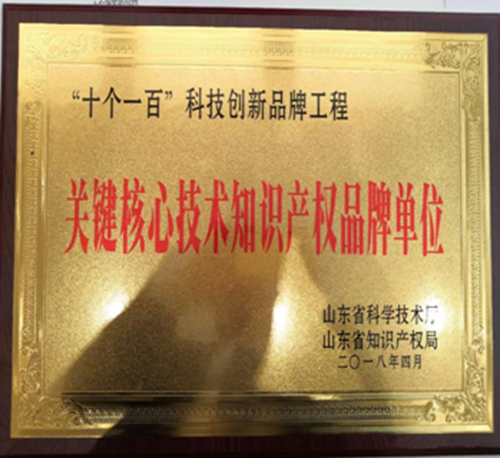 “十个一百”科技创新品牌工程
关键核心技术知识产权品牌单位
山东省科学技术厅
山东省知识产权局
二〇一八年四月